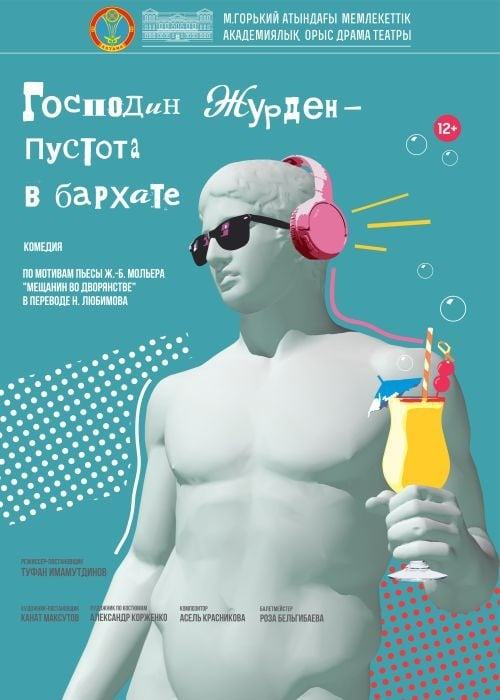 М.ГОРЬКИЙ АТЫНДАҒЫ МЕМЛЕКЕТТІК
АКАДЕМИЯЛЫҚ ОРЫС ДРАМА ТЕАТРЫ
Господин Журден –
пустота
в бархате
12+
КОМЕДИЯ
ПО МОТИВАМ ПЬЕСЫ Ж.-Б. МОЛЬЕРА
"МЕЩАНИН ВО ДВОРЯНСТВЕ"
В ПЕРЕВОДЕ Н. ЛЮБИМОВА
РЕЖИССЕР-ПОСТАНОВЩИК
ТУФАН ИМАМУТДИНОВ
ХУДОЖНИК-ПОСТАНОВЩИК ХУДОЖНИК ПО КОСТЮМАМ КОМПОЗИТОР БАЛЕТМЕЙСТЕР
КАНАТ МАКСУТОВ АЛЕКСАНДР КОРЖЕНКО АСЕЛЬ КРАСНИКОВА РОЗА БЕЛЬГИБАЕВА